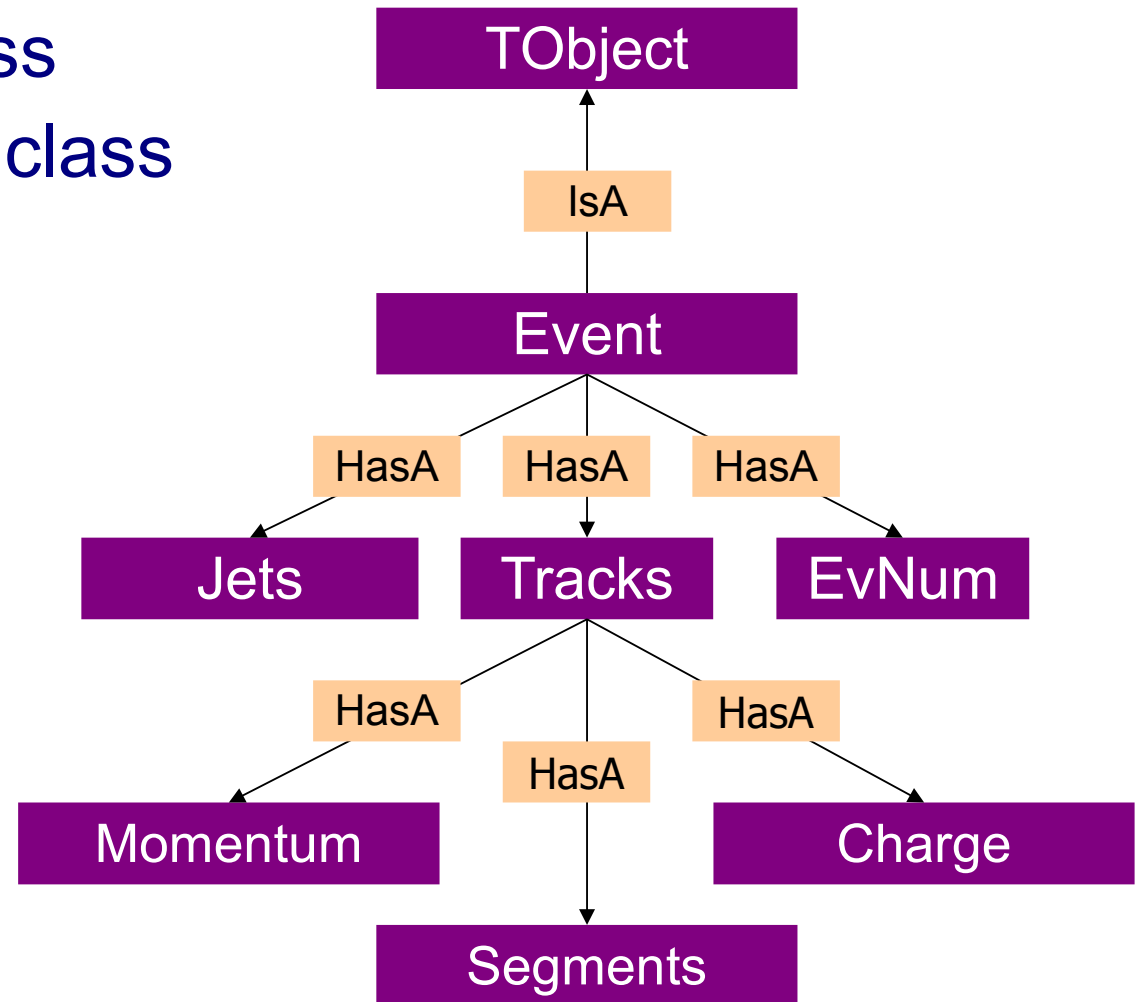 ss
class
TObject
IsA
Event
HasA HasA HasA
Jets Tracks EvNum
HasA HasA
HasA
Momentum Charge
Segments